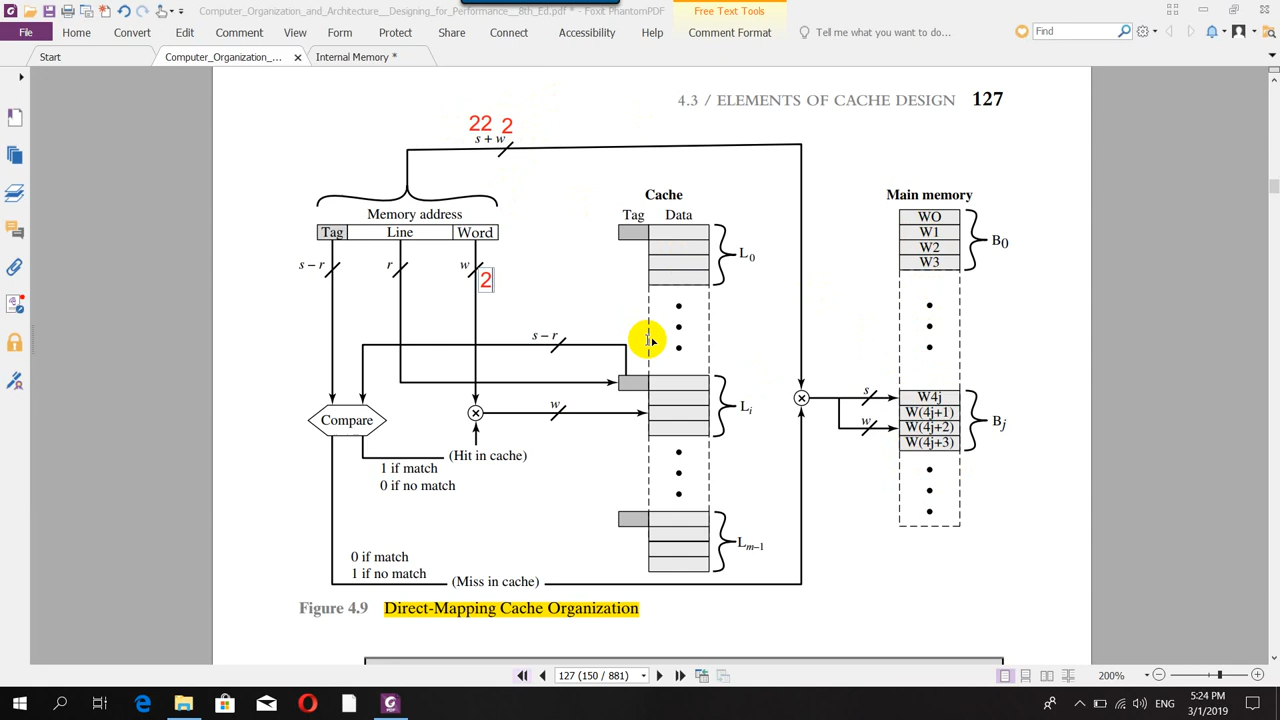 Computer_Organization_and_Architecture__Designing_for_Performance__8th_Ed.pdf * - Foxit PhantomPDF
Free Text Tools
File Home Convert Edit Comment View Form Protect Share Connect Accessibility Help Comment Format Tell me what you want to do... Find
Start
Computer_Organization_...
Internal Memory *
4.3 / ELEMENTS OF CACHE DESIGN 127
22 2
s + w
Cache
Main memory
Memory address
Tag Data
Tag Line Word
W0
W1
W2
W3
B0
L0
s – r
r
w
2
s – r
Li
w
Compare
(Hit in cache)
1 if match
0 if no match
s
w
W4j
W(4j+1)
W(4j+2)
W(4j+3)
Bj
Lm–1
0 if match
1 if no match
(Miss in cache)
Figure 4.9 Direct-Mapping Cache Organization
127 (150 / 881)
200%
ENG
5:24 PM
3/1/2019